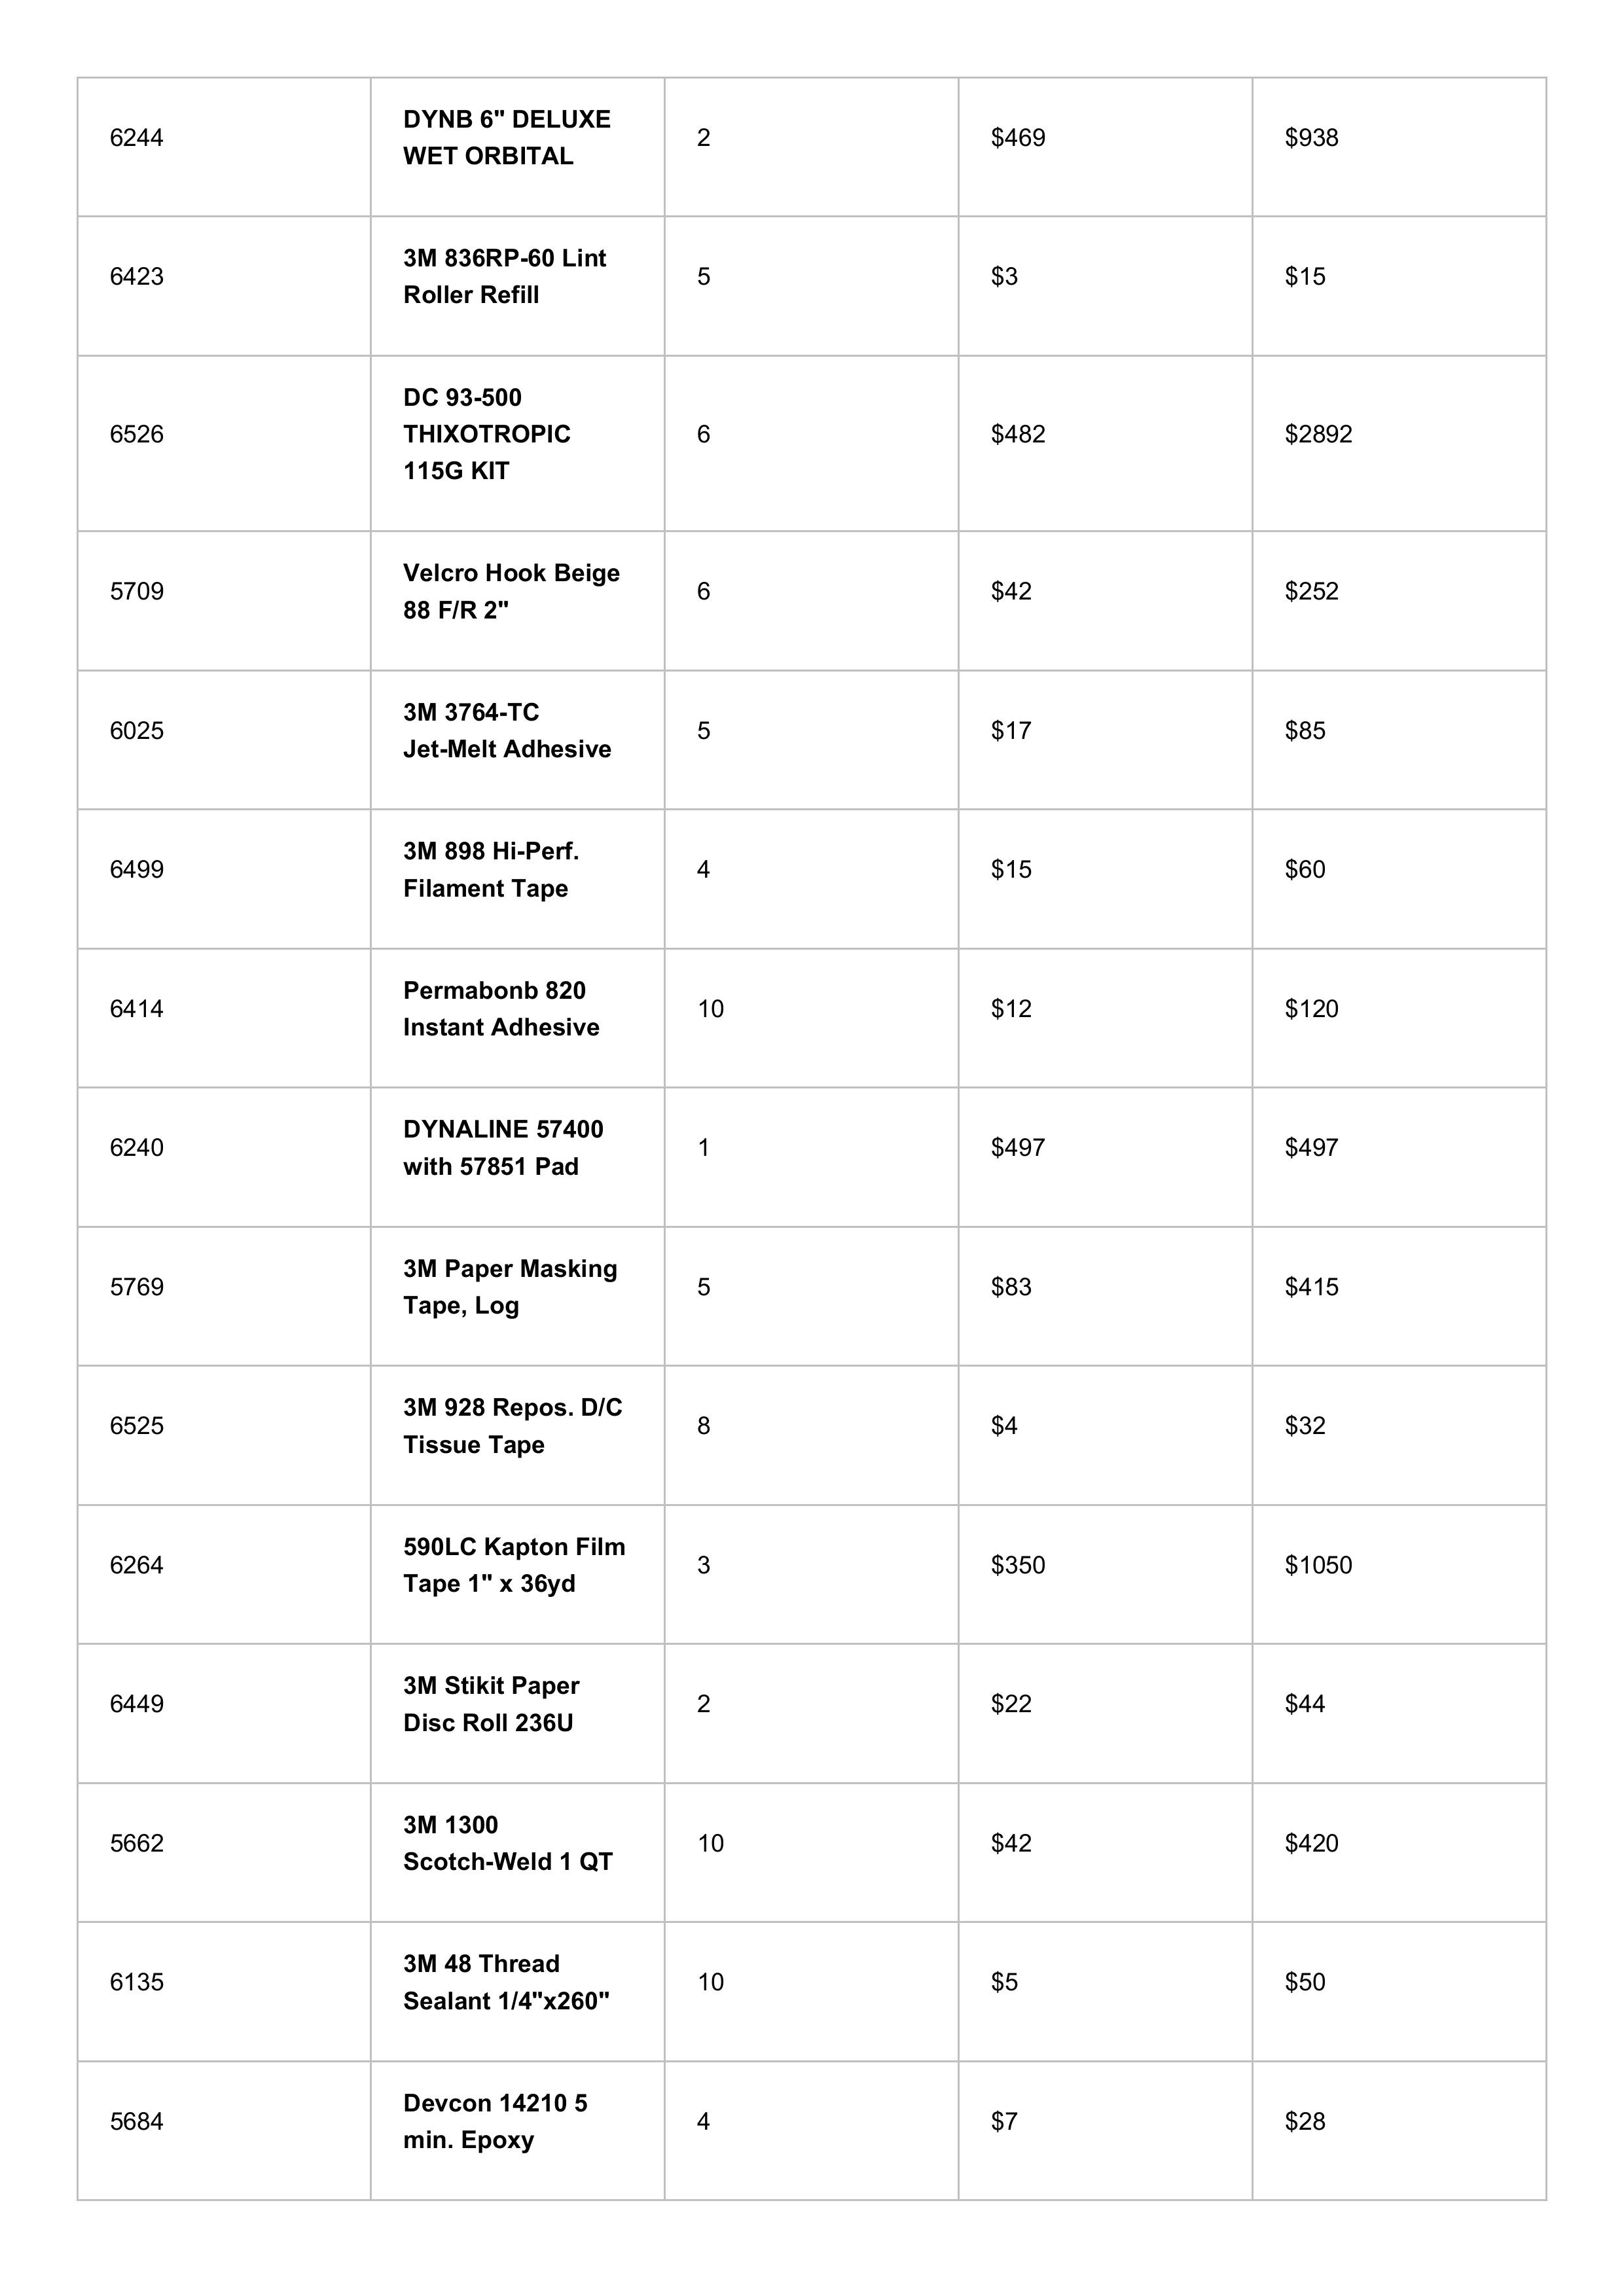 6244
DYNB 6" DELUXE
WET ORBITAL
2
$469
$938
6423
3M 836RP-60 Lint
Roller Refill
5
$3
$15
6526
DC 93-500
THIXOTROPIC
115G KIT
6
$482
$2892
5709
Velcro Hook Beige
88 F/R 2"
6
$42
$252
6025
3M 3764-TC
Jet-Melt Adhesive
5
$17
$85
6499
3M 898 Hi-Perf.
Filament Tape
4
$15
$60
6414
Permabonb 820
Instant Adhesive
10
$12
$120
6240
DYNALINE 57400
with 57851 Pad
1
$497
$497
5769
3M Paper Masking
Tape, Log
5
$83
$415
6525
3M 928 Repos. D/C
Tissue Tape
8
$4
$32
6264
590LC Kapton Film
Tape 1" x 36yd
3
$350
$1050
6449
3M Stikit Paper
Disc Roll 236U
2
$22
$44
5662
3M 1300
Scotch-Weld 1 QT
10
$42
$420
6135
3M 48 Thread
Sealant 1/4"x260"
10
$5
$50
5684
Devcon 14210 5
min. Epoxy
4
$7
$28